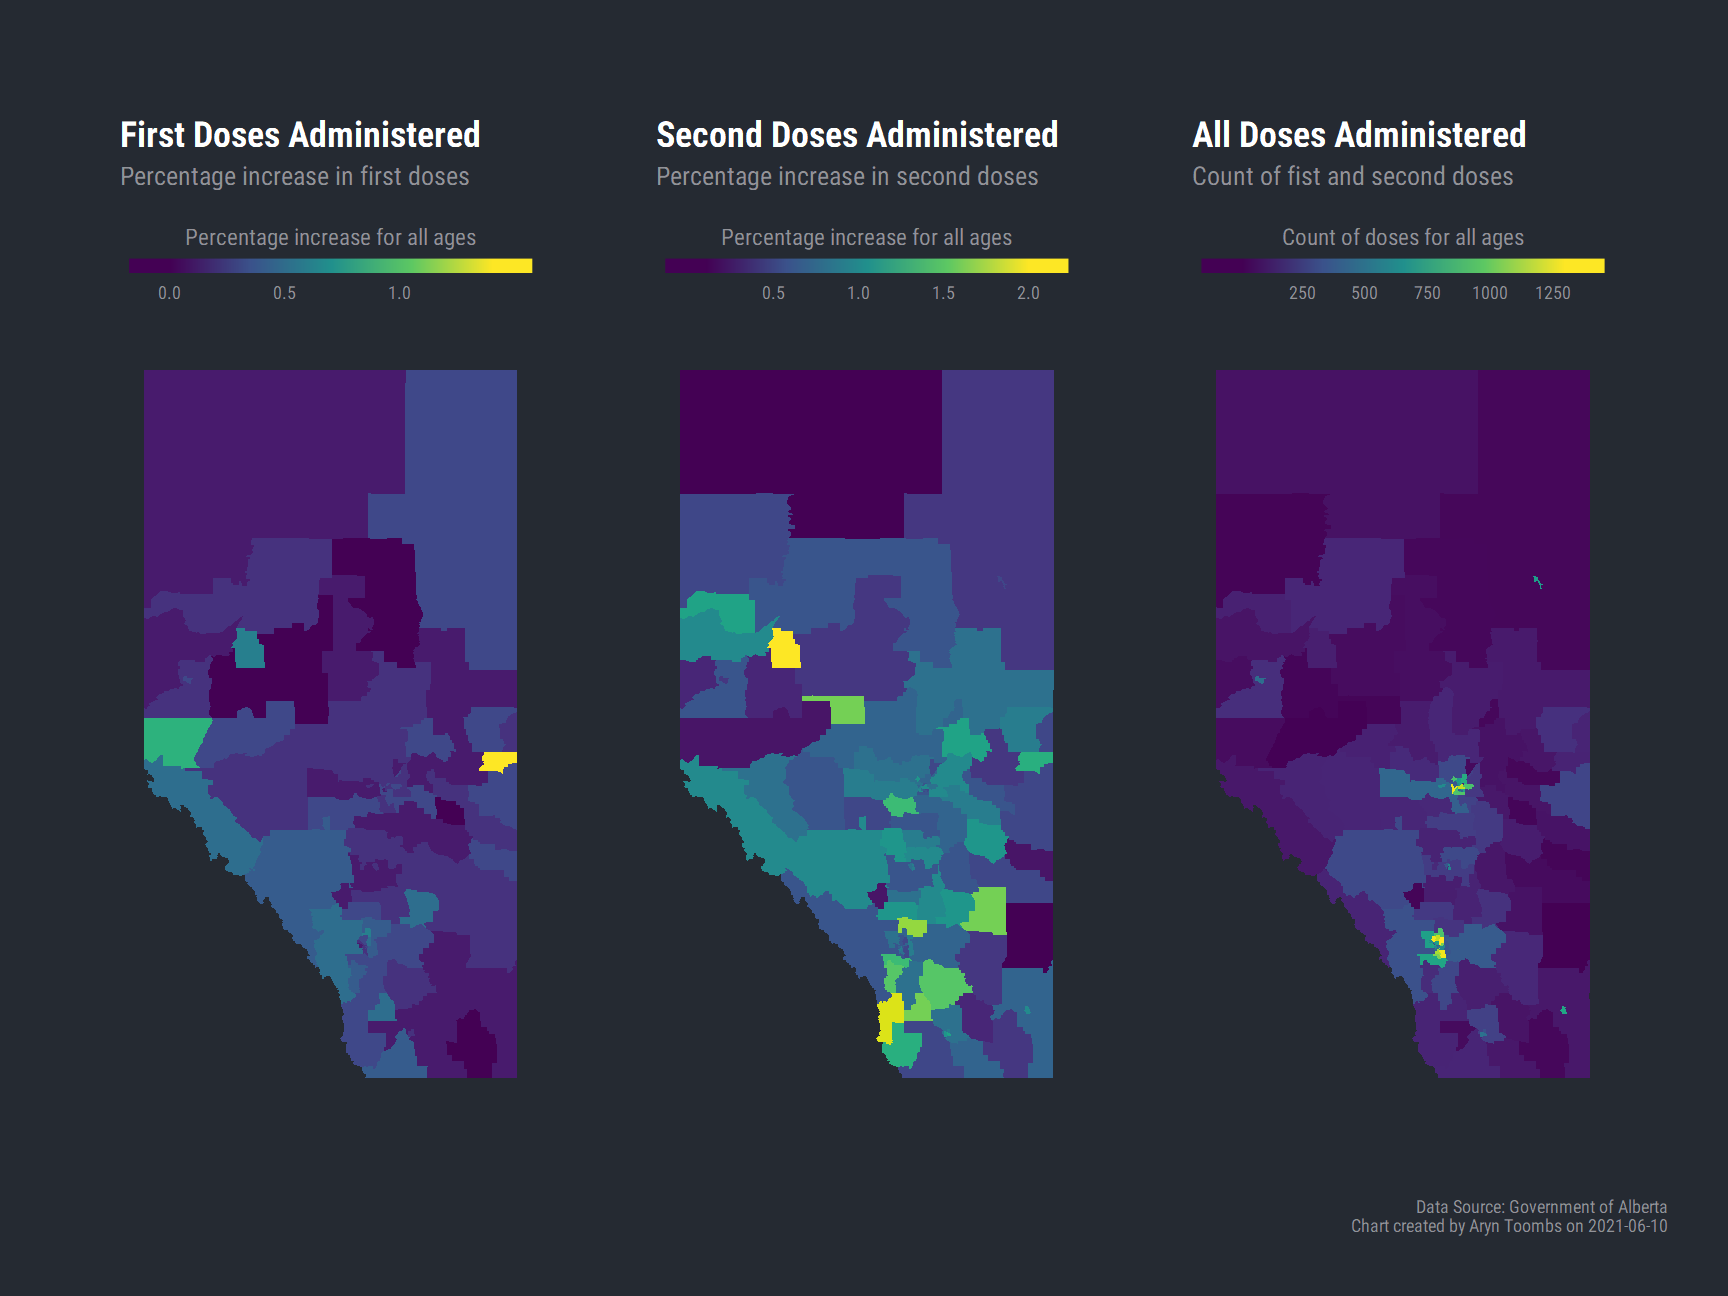 First Doses Administered
Percentage increase in first doses
Percentage increase for all ages
0.0 0.5 1.0
Second Doses Administered
Percentage increase in second doses
Percentage increase for all ages
0.5 1.0 1.5 2.0
All Doses Administered
Count of fist and second doses
Count of doses for all ages
250 500 750 1000 1250
Data Source: Government of Alberta
Chart created by Aryn Toombs on 2021-06-10